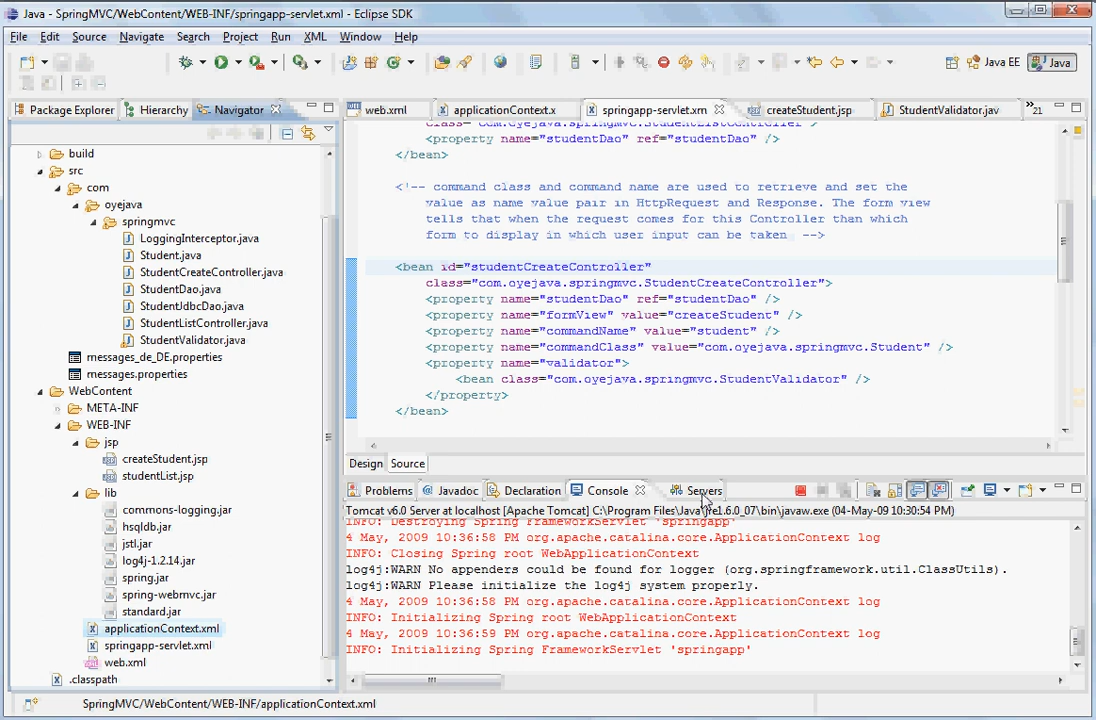 Java - SpringMVC/WebContent/WEB-INF/springapp-servlet.xml - Eclipse SDK
File Edit Source Navigate Search Project Run XML Window Help
Java EE Java
Package Explorer Hierarchy Navigator
web.xml applicationContext.x springapp-servlet.xm createStudent.jsp StudentValidator.jav »21
build
src
com
oyejava
springmvc
LoggingInterceptor.java
Student.java
StudentCreateController.java
StudentDao.java
StudentJdbcDao.java
StudentListController.java
StudentValidator.java
messages_de_DE.properties
messages.properties
WebContent
META-INF
WEB-INF
jsp
createStudent.jsp
studentList.jsp
lib
commons-logging.jar
hsqldb.jar
jstl.jar
log4j-1.2.14.jar
spring.jar
spring-webmvc.jar
standard.jar
applicationContext.xml
springapp-servlet.xml
web.xml
.classpath
class="com.oyejava.springmvc.StudentListController">
<property name="studentDao" ref="studentDao" />
</bean>
<!-- command class and command name are used to retrieve and set the
value as name value pair in HttpRequest and Response. The form view
tells that when the request comes for this Controller than which
form to display in which user input can be taken -->
<bean id="studentCreateController"
class="com.oyejava.springmvc.StudentCreateController">
<property name="studentDao" ref="studentDao" />
<property name="formView" value="createStudent" />
<property name="commandName" value="student" />
<property name="commandClass" value="com.oyejava.springmvc.Student" />
<property name="validator">
<bean class="com.oyejava.springmvc.StudentValidator" />
</property>
</bean>
Design Source
Problems @ Javadoc Declaration Console Servers
Tomcat v6.0 Server at localhost [Apache Tomcat] C:\Program Files\Java\jre1.6.0_07\bin\javaw.exe (04-May-09 10:30:54 PM)
INFO: Destroying Spring FrameworkServlet 'springapp'
4 May, 2009 10:36:58 PM org.apache.catalina.core.ApplicationContext log
INFO: Closing Spring root WebApplicationContext
log4j:WARN No appenders could be found for logger (org.springframework.util.ClassUtils).
log4j:WARN Please initialize the log4j system properly.
4 May, 2009 10:36:58 PM org.apache.catalina.core.ApplicationContext log
INFO: Initializing Spring root WebApplicationContext
4 May, 2009 10:36:59 PM org.apache.catalina.core.ApplicationContext log
INFO: Initializing Spring FrameworkServlet 'springapp'
SpringMVC/WebContent/WEB-INF/applicationContext.xml